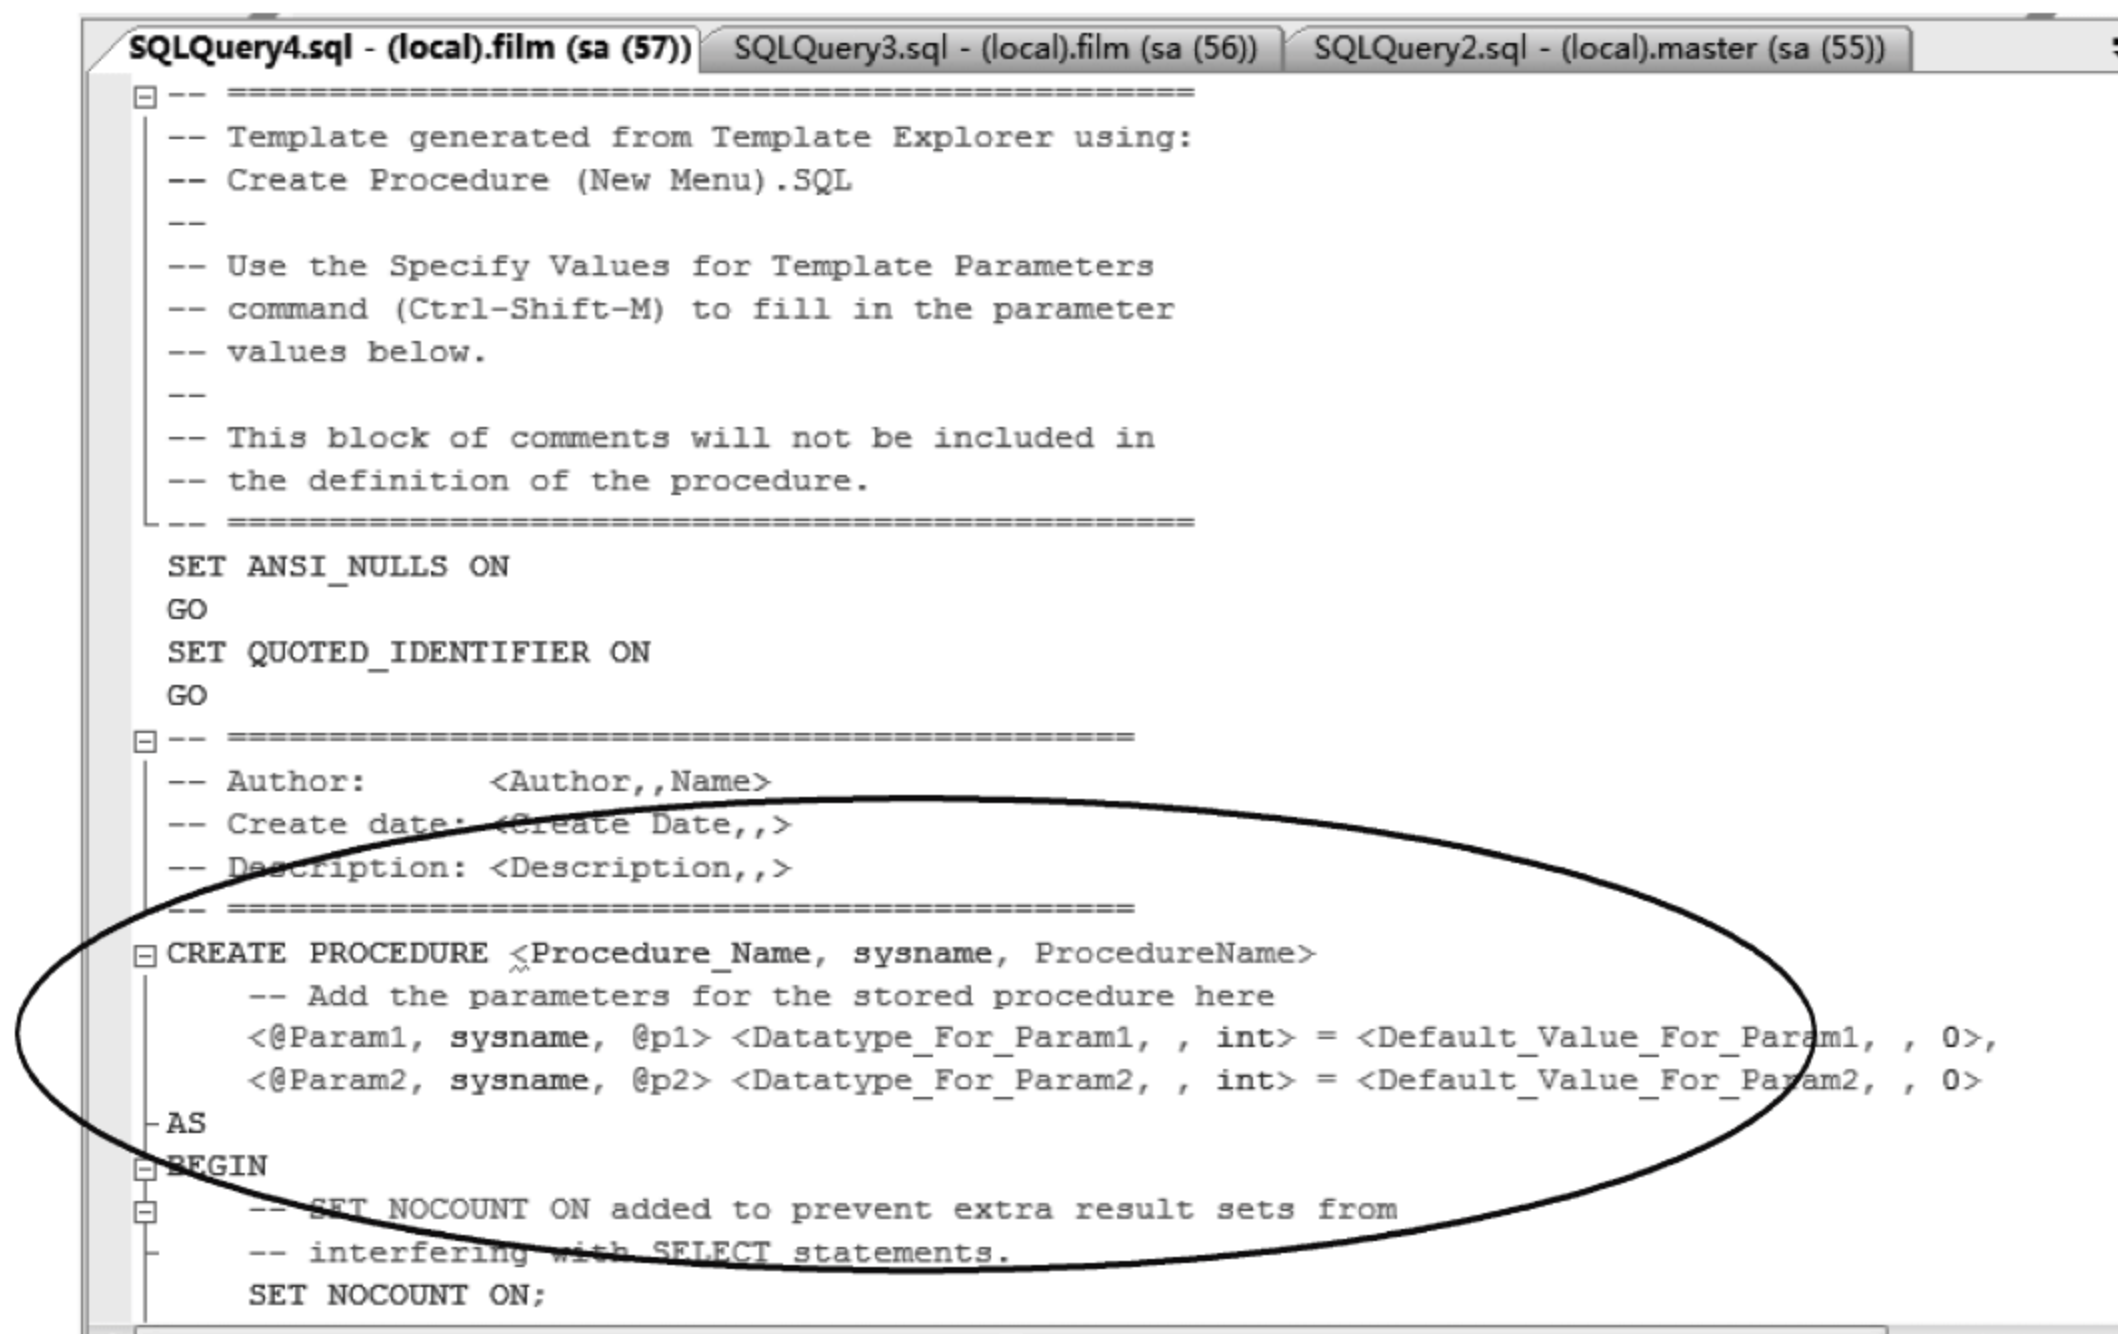 SQLQuery4.sql - (local).film (sa (57)) SQLQuery3.sql - (local).film (sa (56)) SQLQuery2.sql - (local).master (sa (55))
-- ================================================
-- Template generated from Template Explorer using:
-- Create Procedure (New Menu).SQL
--
-- Use the Specify Values for Template Parameters
-- command (Ctrl-Shift-M) to fill in the parameter
-- values below.
--
-- This block of comments will not be included in
-- the definition of the procedure.
-- ================================================
SET ANSI_NULLS ON
GO
SET QUOTED_IDENTIFIER ON
GO
-- =============================================
-- Author:      <Author,,Name>
-- Create date: <Create Date,,>
-- Description: <Description,,>
-- =============================================
CREATE PROCEDURE <Procedure_Name, sysname, ProcedureName>
    -- Add the parameters for the stored procedure here
    <@Param1, sysname, @p1> <Datatype_For_Param1, , int> = <Default_Value_For_Param1, , 0>,
    <@Param2, sysname, @p2> <Datatype_For_Param2, , int> = <Default_Value_For_Param2, , 0>
AS
BEGIN
    -- SET NOCOUNT ON added to prevent extra result sets from
    -- interfering with SELECT statements.
    SET NOCOUNT ON;